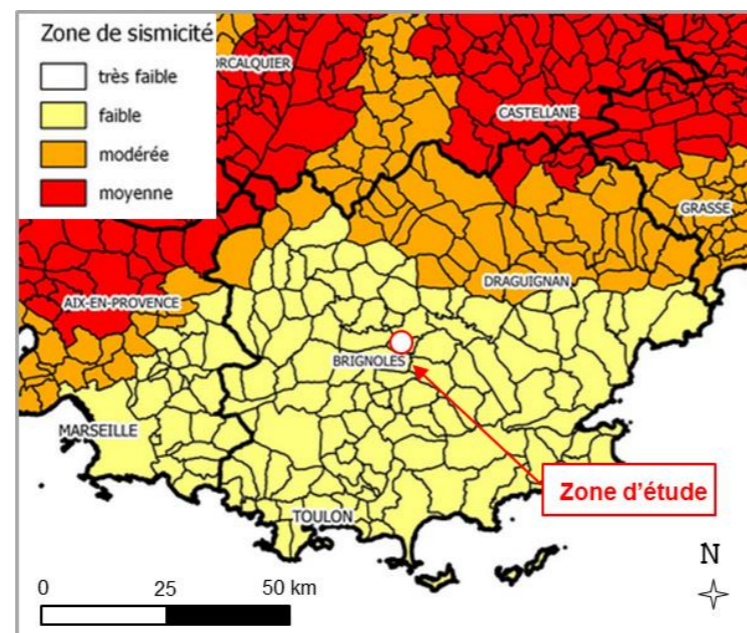 Zone de sismicité
très faible
faible
modérée
moyenne
ORCALQUIER
CASTELLANE
GRASSE
DRAGUIGNAN
AIX-EN-PROVENCE
BRIGNOLES
MARSEILLE
Zone d'étude
TOULON
N
0 25 50 km